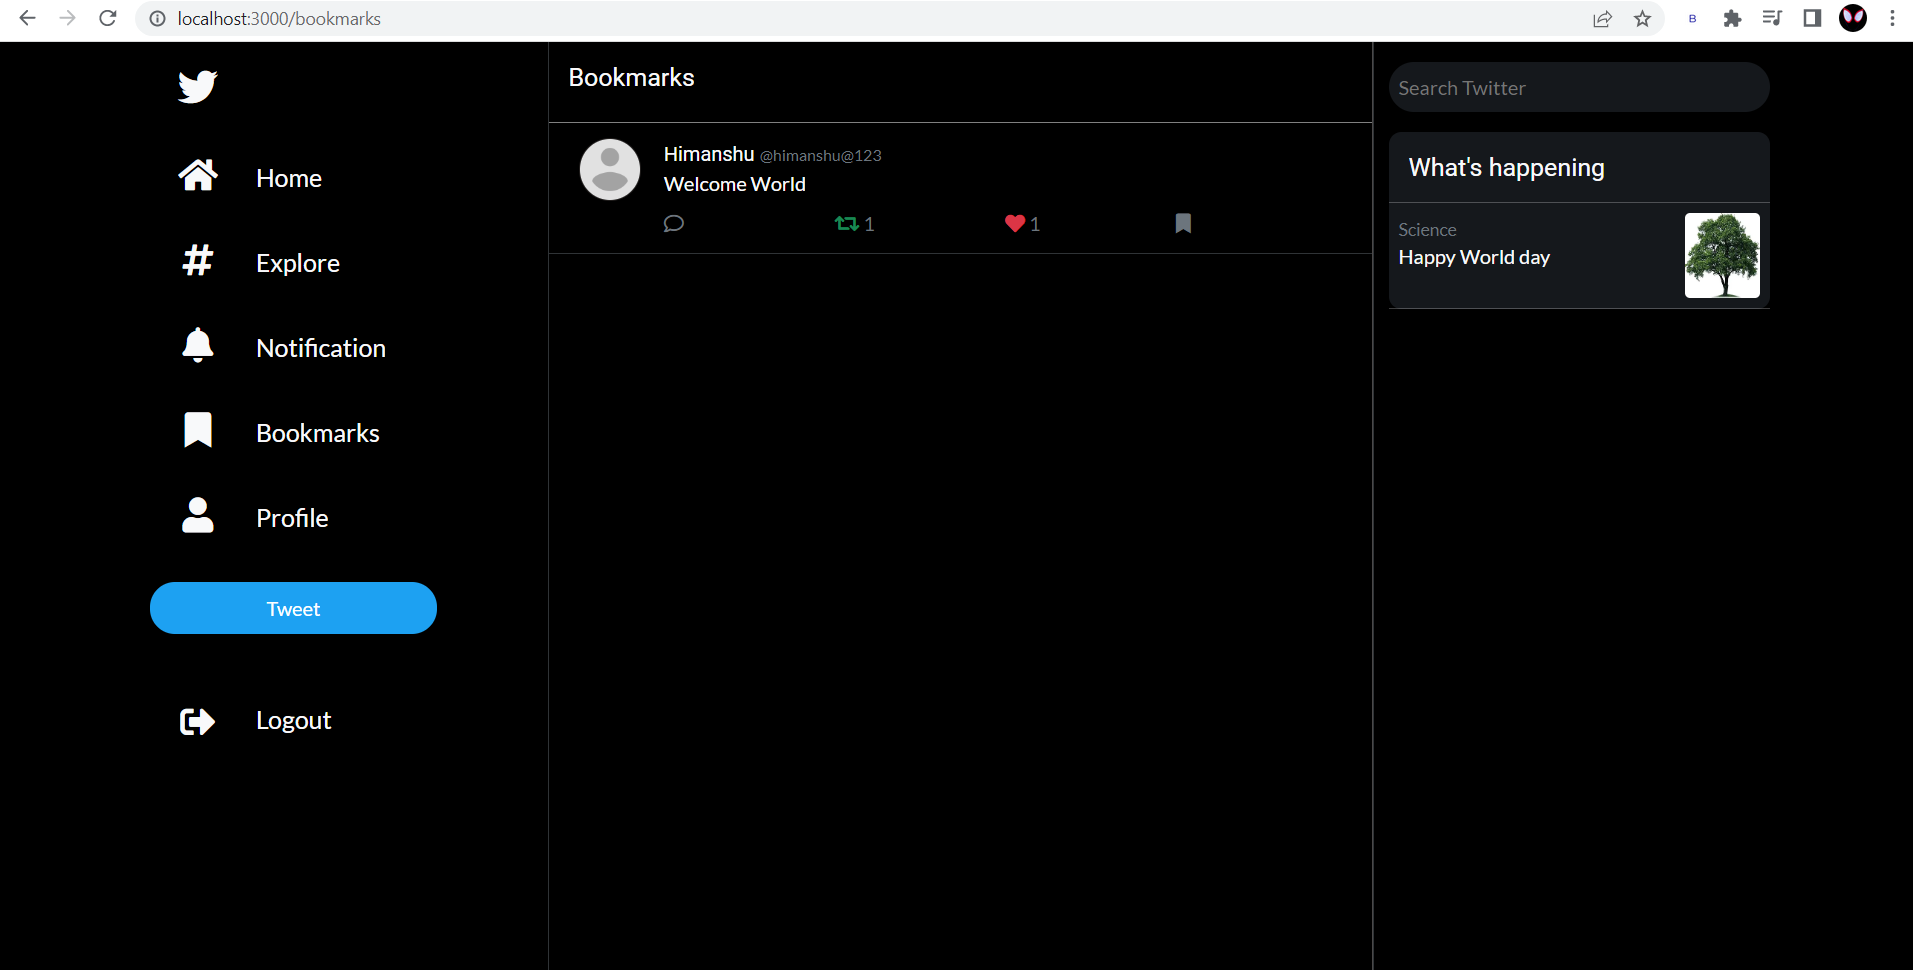 localhost:3000/bookmarks
B
Home
Explore
Notification
Bookmarks
Profile
Tweet
Logout
Bookmarks
Himanshu @himanshu@123
Welcome World
1 1
Search Twitter
What's happening
Science
Happy World day